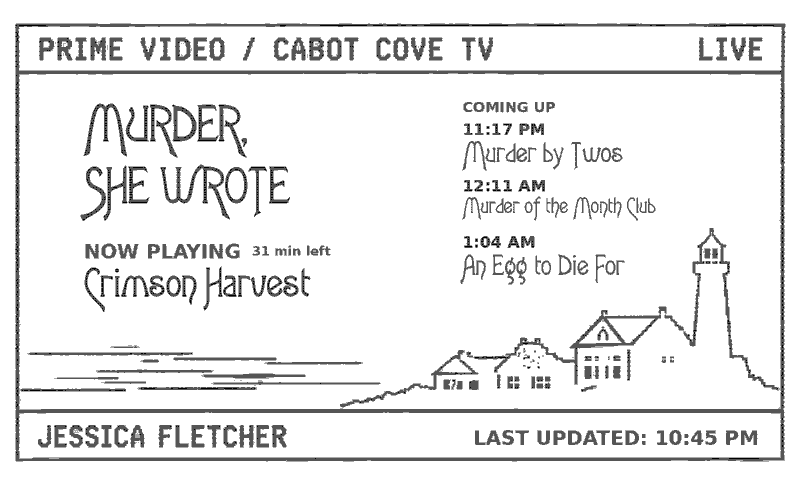 PRIME VIDEO / CABOT COVE TV
LIVE
MURDER,
SHE WROTE
NOW PLAYING 31 min left
Crimson Harvest
COMING UP
11:17 PM
Murder by Twos
12:11 AM
Murder of the Month Club
1:04 AM
An Egg to Die For
JESSICA FLETCHER
LAST UPDATED: 10:45 PM